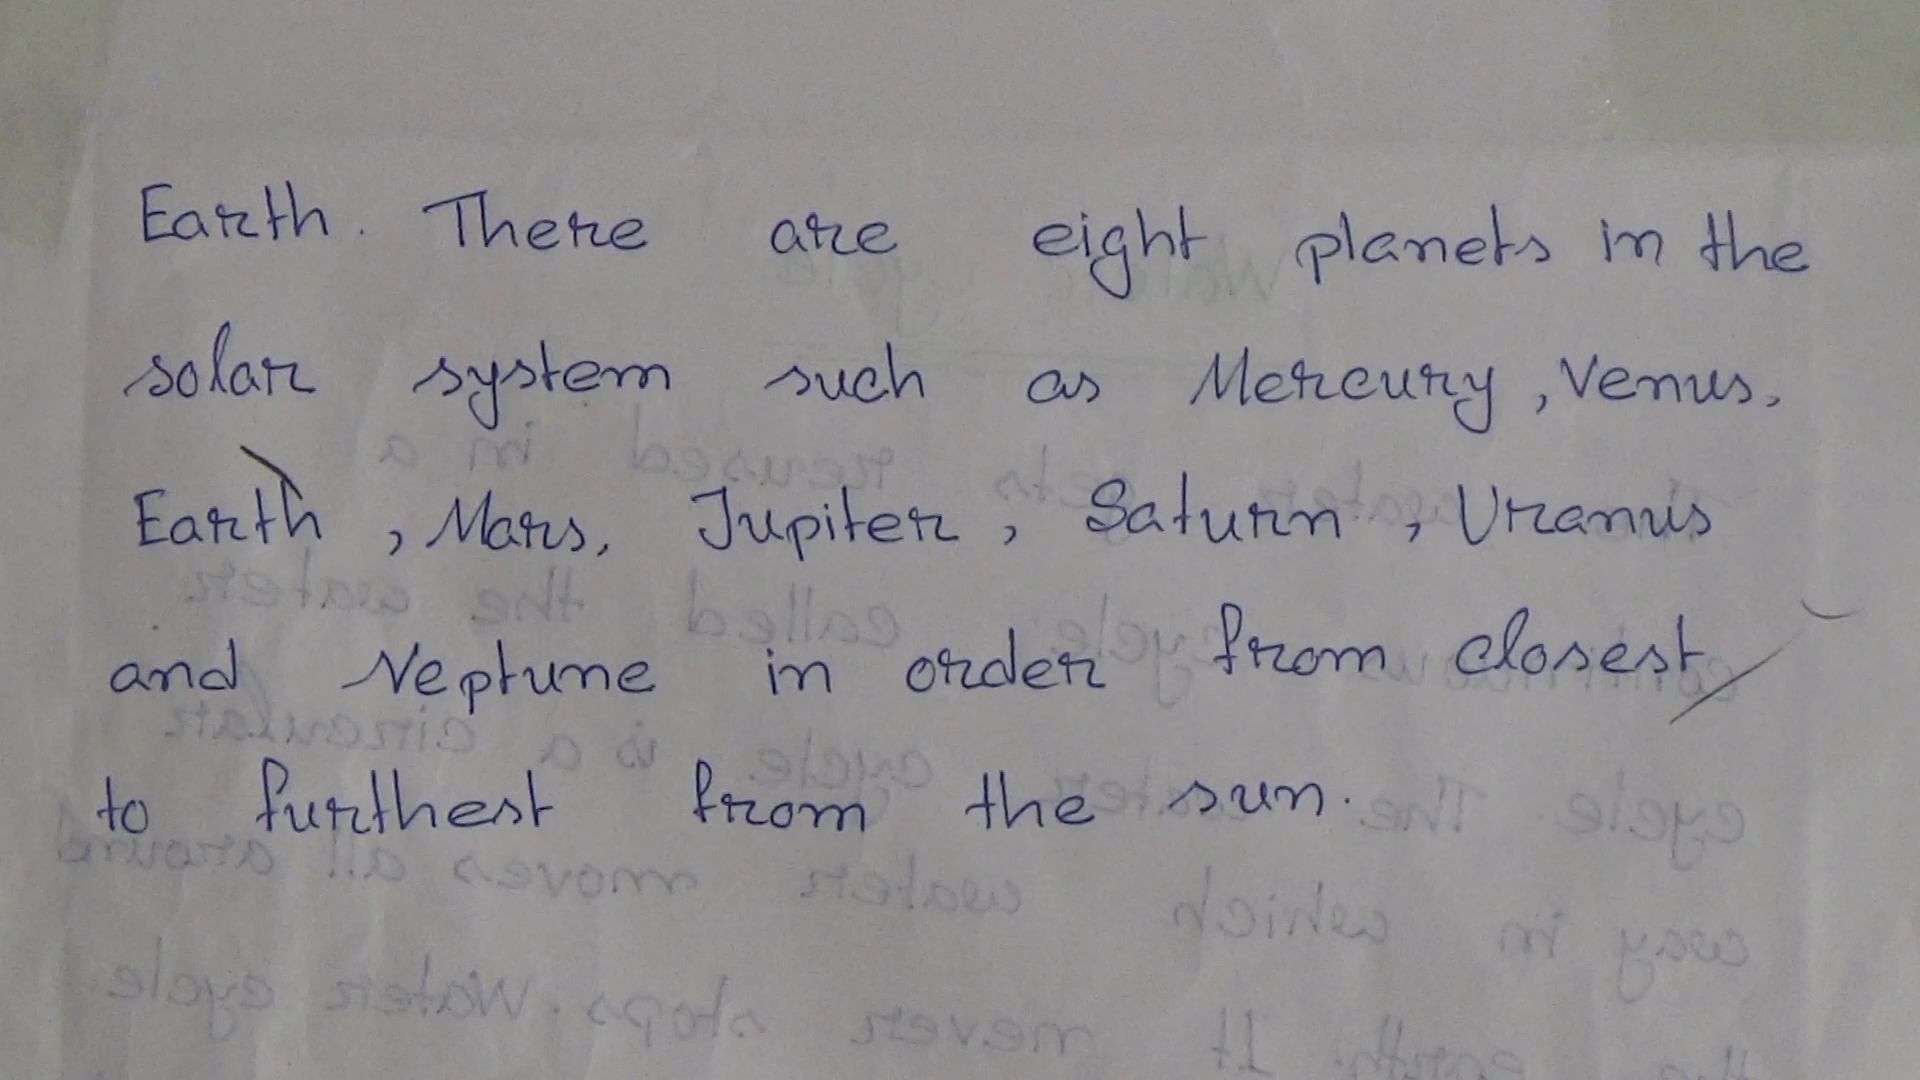 Earth. There are eight planets in the
solar system such as Mercury, Venus,
Earth, Mars, Jupiter, Saturn, Uranus
and Neptune in order from closest
to furthest from the sun.